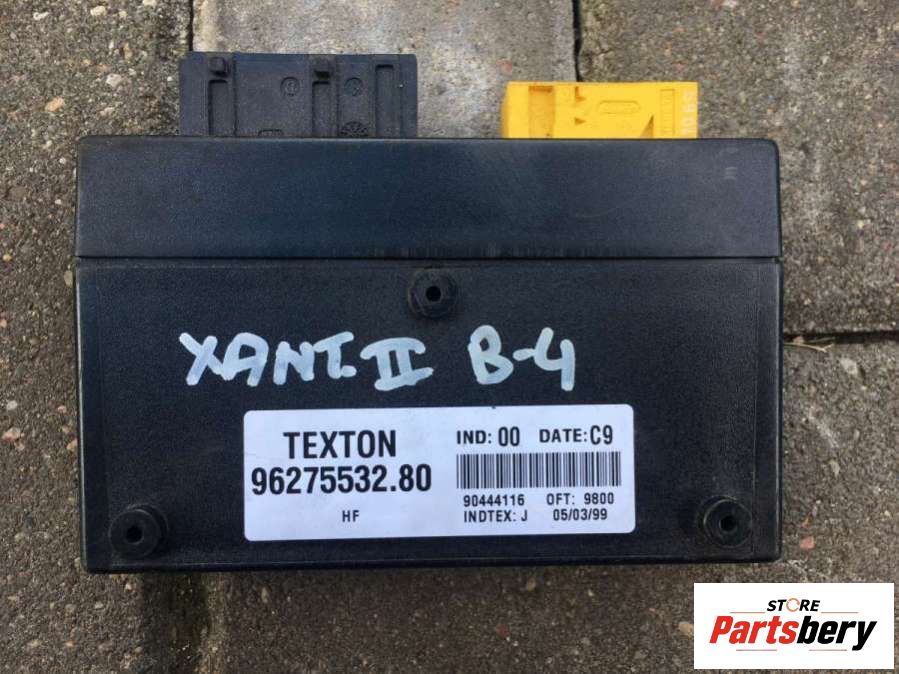 XANT. II B-4
TEXTON
96275532.80
HF
IND: 00 DATE: C9
90444116 OFT: 9800
INDTEX: J 05/03/99
STORE
Partsbery